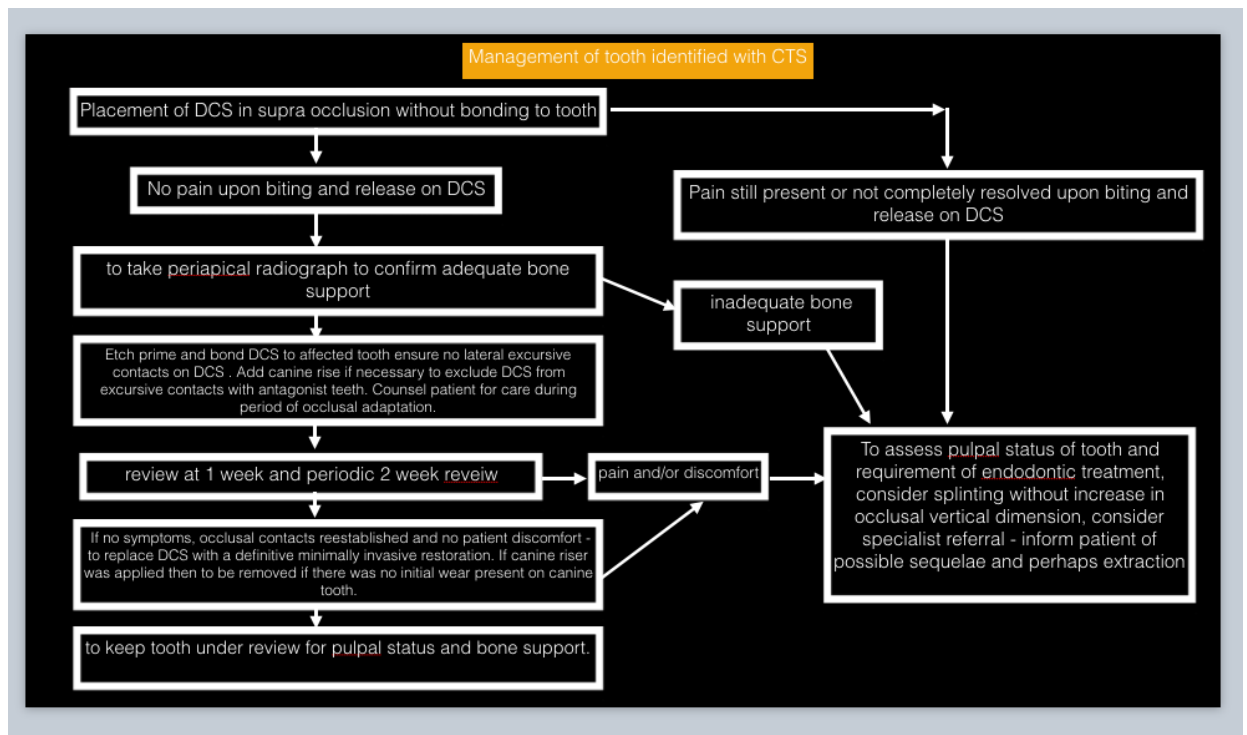 Management of tooth identified with CTS
Placement of DCS in supra occlusion without bonding to tooth
No pain upon biting and release on DCS
Pain still present or not completely resolved upon biting and
release on DCS
to take periapical radiograph to confirm adequate bone
support
inadequate bone
support
Etch prime and bond DCS to affected tooth ensure no lateral excursive
contacts on DCS . Add canine rise if necessary to exclude DCS from
excursive contacts with antagonist teeth. Counsel patient for care during
period of occlusal adaptation.
review at 1 week and periodic 2 week reveiw
pain and/or discomfort
To assess pulpal status of tooth and
requirement of endodontic treatment,
consider splinting without increase in
occlusal vertical dimension, consider
specialist referral - inform patient of
possible sequelae and perhaps extraction
If no symptoms, occlusal contacts reestablished and no patient discomfort -
to replace DCS with a definitive minimally invasive restoration. If canine riser
was applied then to be removed if there was no initial wear present on canine
tooth.
to keep tooth under review for pulpal status and bone support.